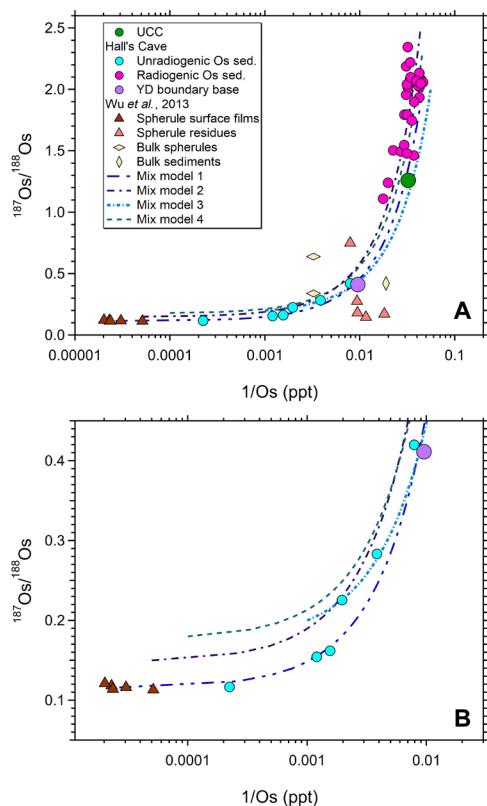 2.5
2.0
1.5
1.0
0.5
0.0
187Os/188Os
UCC
Hall's Cave
Unradiogenic Os sed.
Radiogenic Os sed.
YD boundary base
Wu et al., 2013
Spherule surface films
Spherule residues
Bulk spherules
Bulk sediments
Mix model 1
Mix model 2
Mix model 3
Mix model 4
A
0.00001 0.0001 0.001 0.01 0.1
1/Os (ppt)
0.4
0.3
0.2
0.1
187Os/188Os
B
0.0001 0.001 0.01
1/Os (ppt)